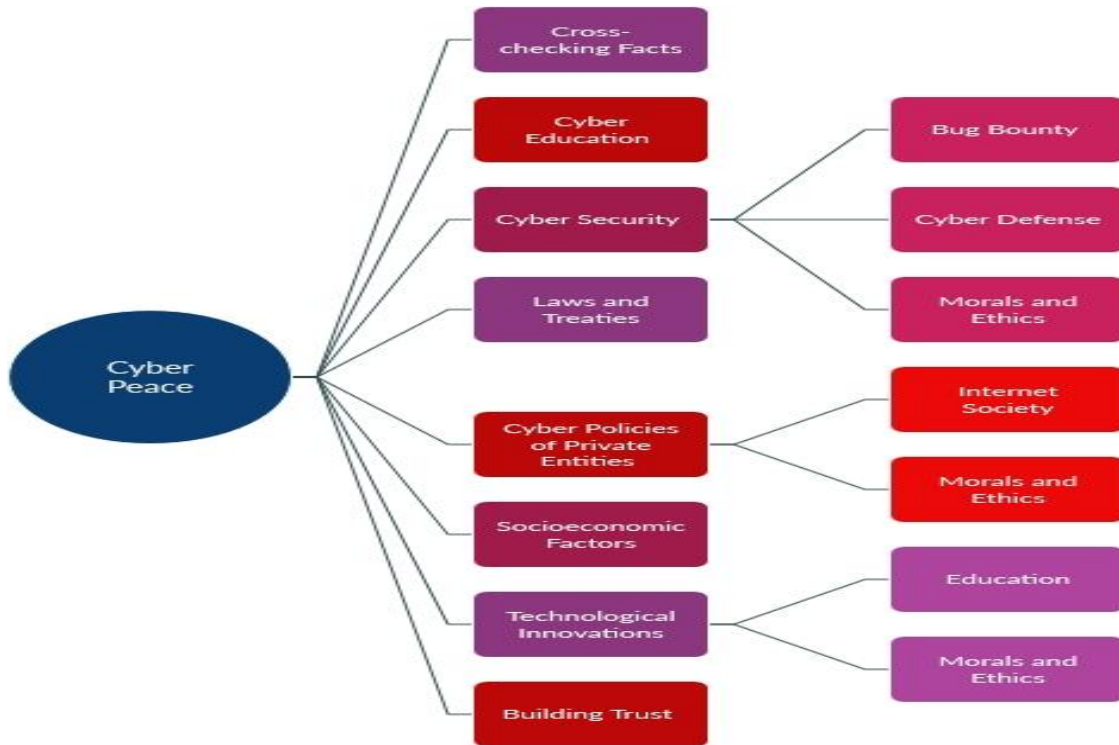 Cross-
checking Facts
Cyber
Education
Bug Bounty
Cyber Security
Cyber Defense
Laws and
Treaties
Morals and
Ethics
Cyber
Peace
Internet
Society
Cyber Policies
of Private
Entities
Morals and
Ethics
Socioeconomic
Factors
Education
Technological
Innovations
Morals and
Ethics
Building Trust